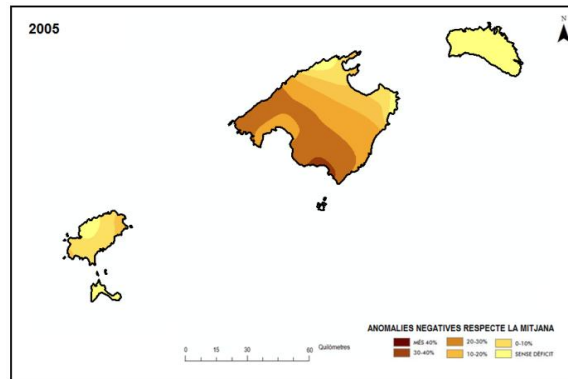 2005
N
ANOMALIES NEGATIVES RESPECTE LA MITJANA
MÉS 40% 20-30% 0-10%
30-40% 10-20% SENSE DÈFICIT
Quilòmetres
0 15 30 60